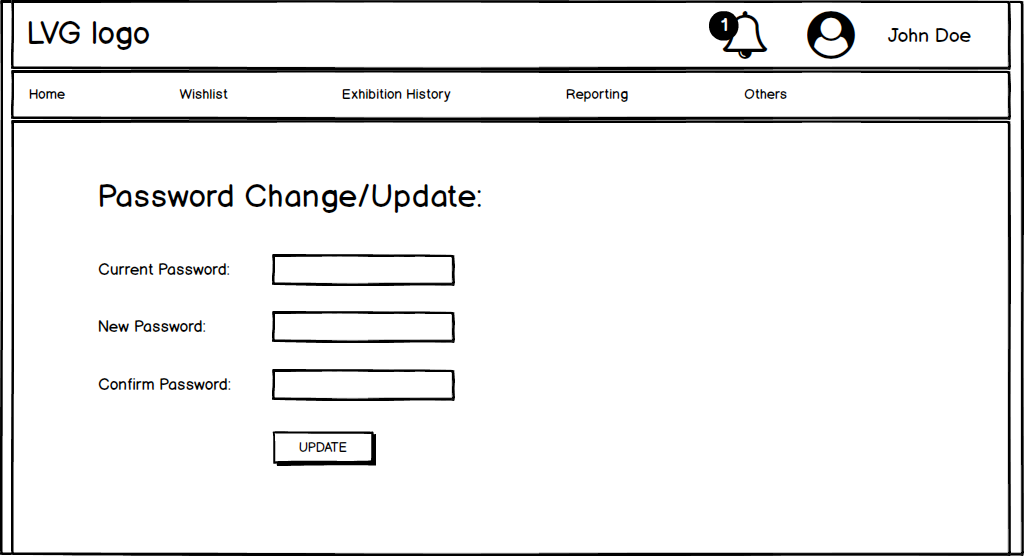 LVG logo
1
John Doe
Home Wishlist Exhibition History Reporting Others
Password Change/Update:
Current Password:
New Password:
Confirm Password:
UPDATE